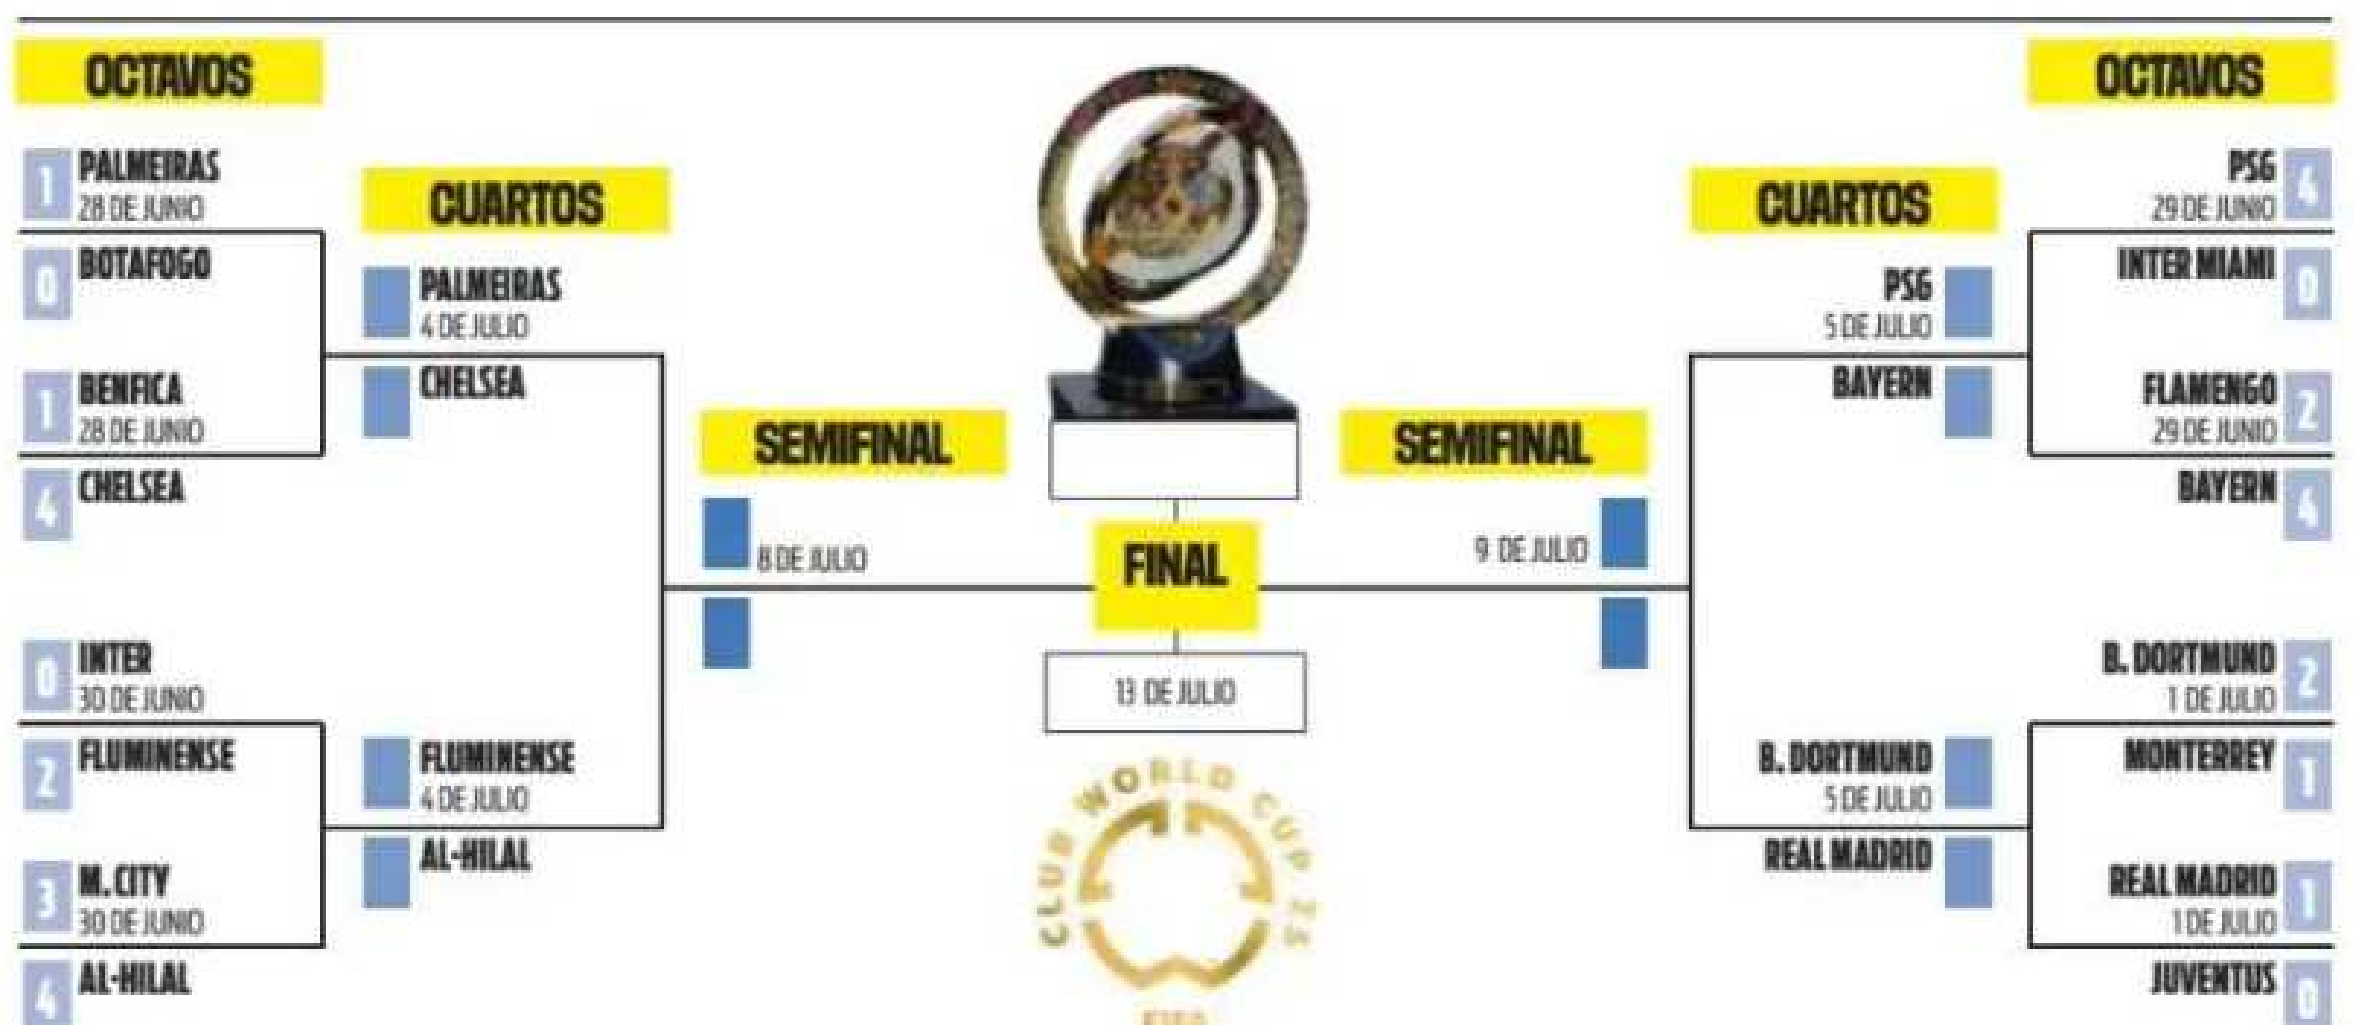 OCTAVOS
1 PALMEIRAS
28 DE JUNIO
0 BOTAFOGO
1 BENFICA
28 DE JUNIO
4 CHELSEA
0 INTER
30 DE JUNIO
2 FLUMINENSE
3 M. CITY
30 DE JUNIO
4 AL-HILAL
CUARTOS
PALMEIRAS
4 DE JULIO
CHELSEA
FLUMINENSE
4 DE JULIO
AL-HILAL
SEMIFINAL
8 DE JULIO
FINAL
13 DE JULIO
CLUB WORLD CUP 25
FIFA
SEMIFINAL
9 DE JULIO
CUARTOS
PSG
5 DE JULIO
BAYERN
B. DORTMUND
5 DE JULIO
REAL MADRID
OCTAVOS
PSG 4
29 DE JUNIO
INTER MIAMI 0
FLAMENGO 2
29 DE JUNIO
BAYERN 4
B. DORTMUND 2
1 DE JULIO
MONTERREY 1
REAL MADRID 1
1 DE JULIO
JUVENTUS 0